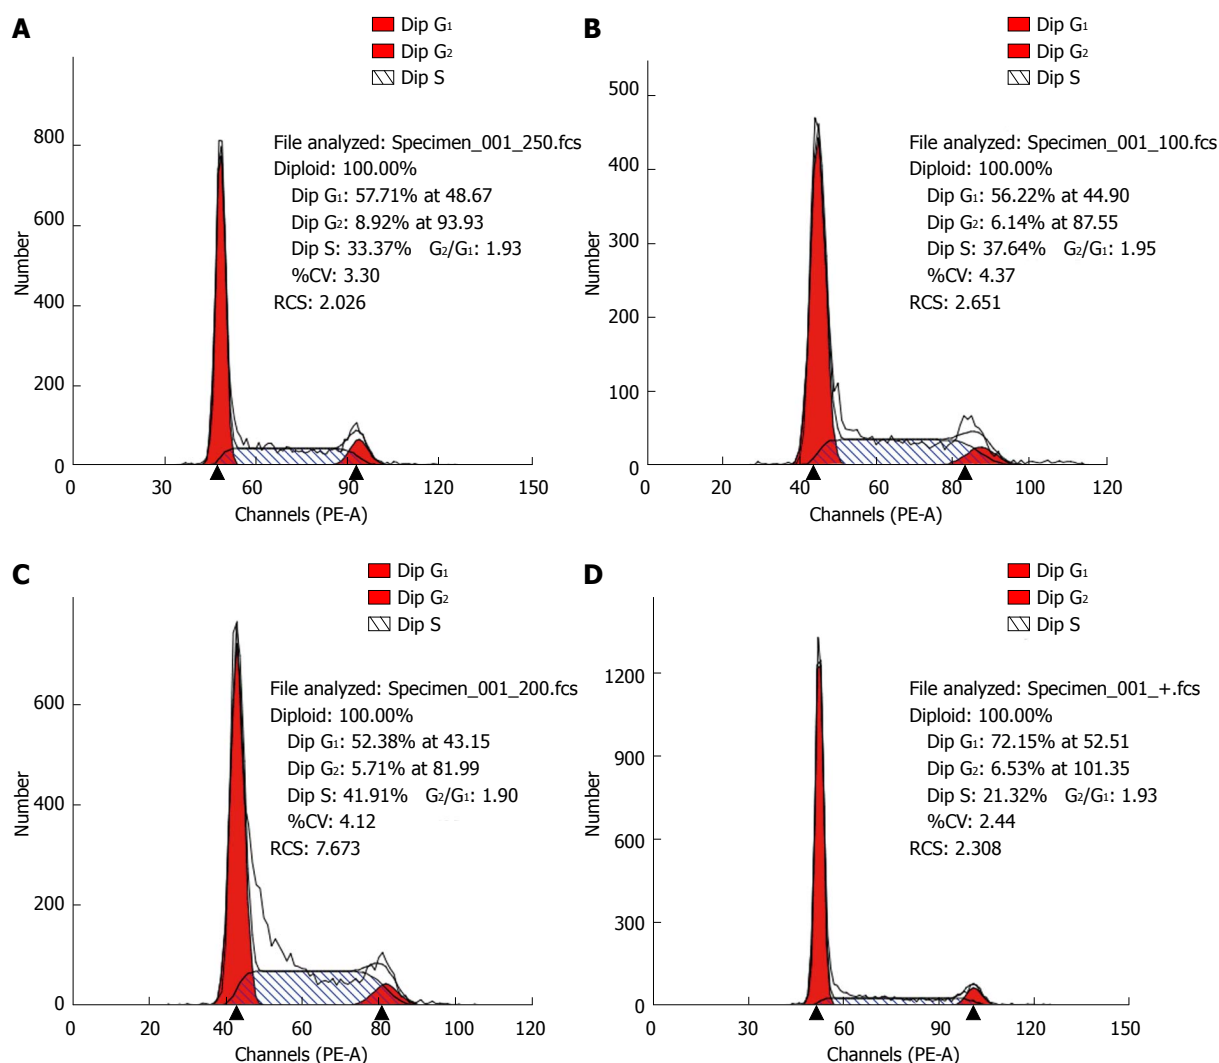 A
Dip G₁
Dip G₂
Dip S
800
600
400
200
0
Number
File analyzed: Specimen_001_250.fcs
Diploid: 100.00%
Dip G₁: 57.71% at 48.67
Dip G₂: 8.92% at 93.93
Dip S: 33.37% G₂/G₁: 1.93
%CV: 3.30
RCS: 2.026
0 30 60 90 120 150
Channels (PE-A)
B
Dip G₁
Dip G₂
Dip S
500
400
300
200
100
0
Number
File analyzed: Specimen_001_100.fcs
Diploid: 100.00%
Dip G₁: 56.22% at 44.90
Dip G₂: 6.14% at 87.55
Dip S: 37.64% G₂/G₁: 1.95
%CV: 4.37
RCS: 2.651
0 20 40 60 80 100 120
Channels (PE-A)
C
Dip G₁
Dip G₂
Dip S
600
400
200
0
Number
File analyzed: Specimen_001_200.fcs
Diploid: 100.00%
Dip G₁: 52.38% at 43.15
Dip G₂: 5.71% at 81.99
Dip S: 41.91% G₂/G₁: 1.90
%CV: 4.12
RCS: 7.673
0 20 40 60 80 100 120
Channels (PE-A)
D
Dip G₁
Dip G₂
Dip S
1200
900
600
300
0
Number
File analyzed: Specimen_001_+.fcs
Diploid: 100.00%
Dip G₁: 72.15% at 52.51
Dip G₂: 6.53% at 101.35
Dip S: 21.32% G₂/G₁: 1.93
%CV: 2.44
RCS: 2.308
0 30 60 90 120 150
Channels (PE-A)